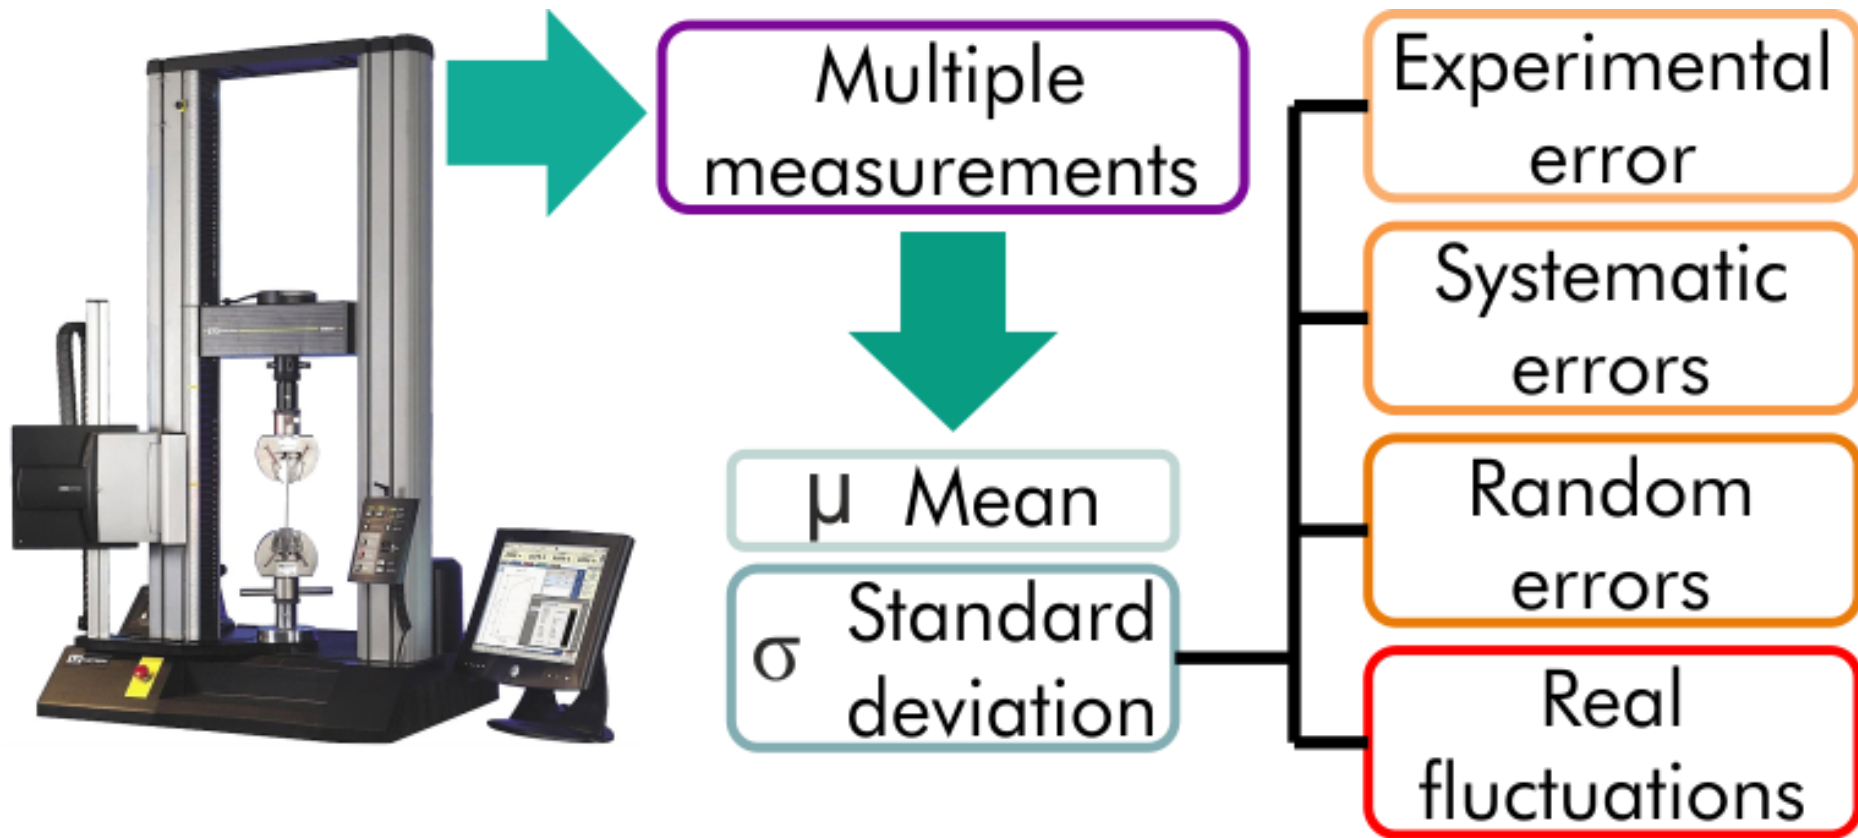 Multiple
measurements
μ Mean
σ Standard
deviation
Experimental
error
Systematic
errors
Random
errors
Real
fluctuations